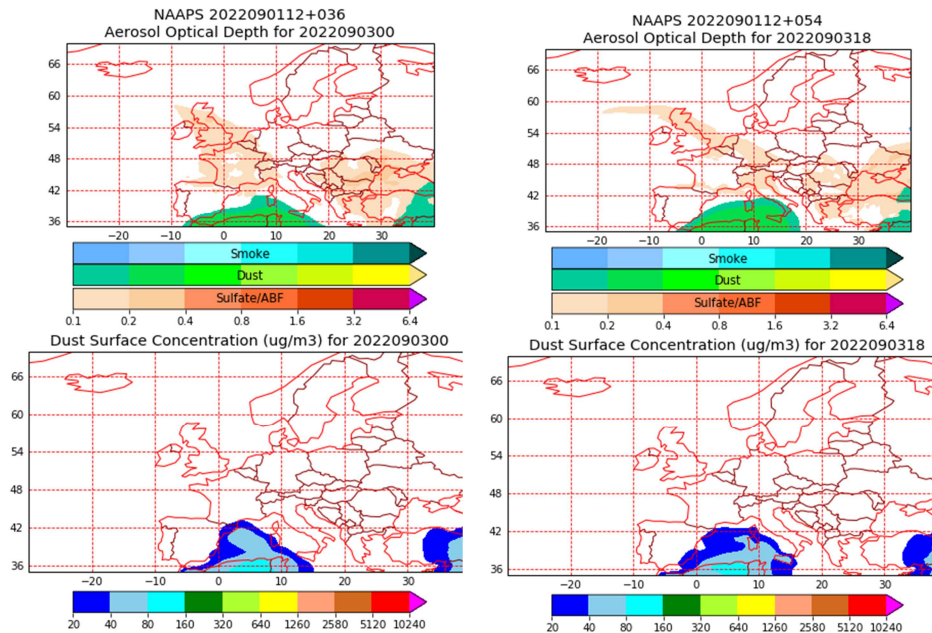 NAAPS 2022090112+036
Aerosol Optical Depth for 2022090300
66
60
54
48
42
36
−20 −10 0 10 20 30
Smoke
Dust
Sulfate/ABF
0.1 0.2 0.4 0.8 1.6 3.2 6.4
NAAPS 2022090112+054
Aerosol Optical Depth for 2022090318
66
60
54
48
42
36
−20 −10 0 10 20 30
Smoke
Dust
Sulfate/ABF
0.1 0.2 0.4 0.8 1.6 3.2 6.4
Dust Surface Concentration (ug/m3) for 2022090300
66
60
54
48
42
36
−20 −10 0 10 20 30
20 40 80 160 320 640 1260 2580 5120 10240
Dust Surface Concentration (ug/m3) for 2022090318
66
60
54
48
42
36
−20 −10 0 10 20 30
20 40 80 160 320 640 1260 2580 5120 10240